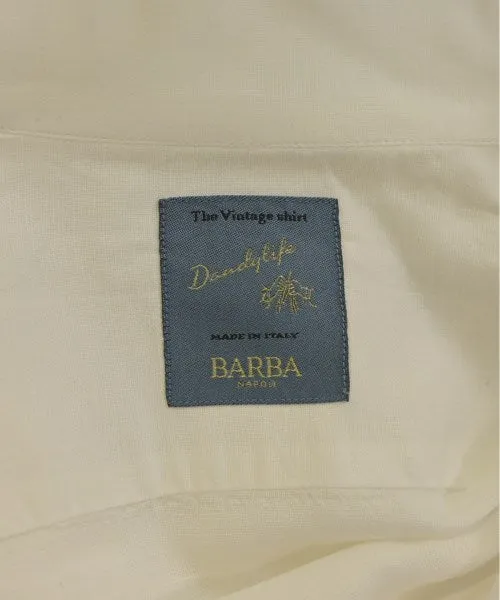 The Vintage shirt
Dandylife
MADE IN ITALY
BARBA
NAPOLI